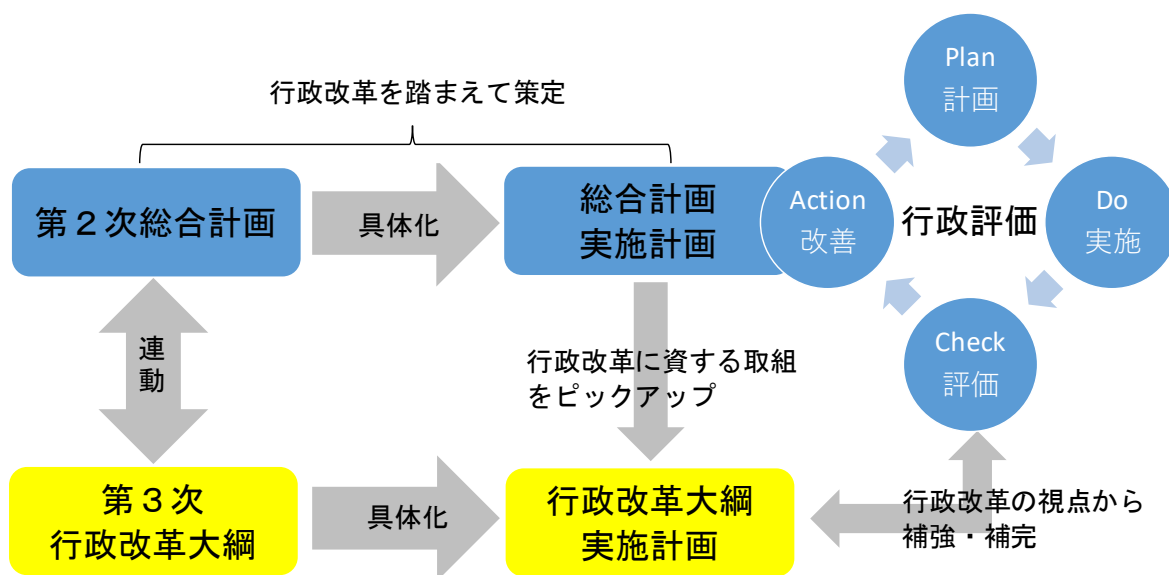 行政改革を踏まえて策定
第２次総合計画
具体化
総合計画
実施計画
Plan
計画
Action
改善
行政評価
Do
実施
Check
評価
連
動
行政改革に資する取組
をピックアップ
第３次
行政改革大綱
具体化
行政改革大綱
実施計画
行政改革の視点から
補強・補完